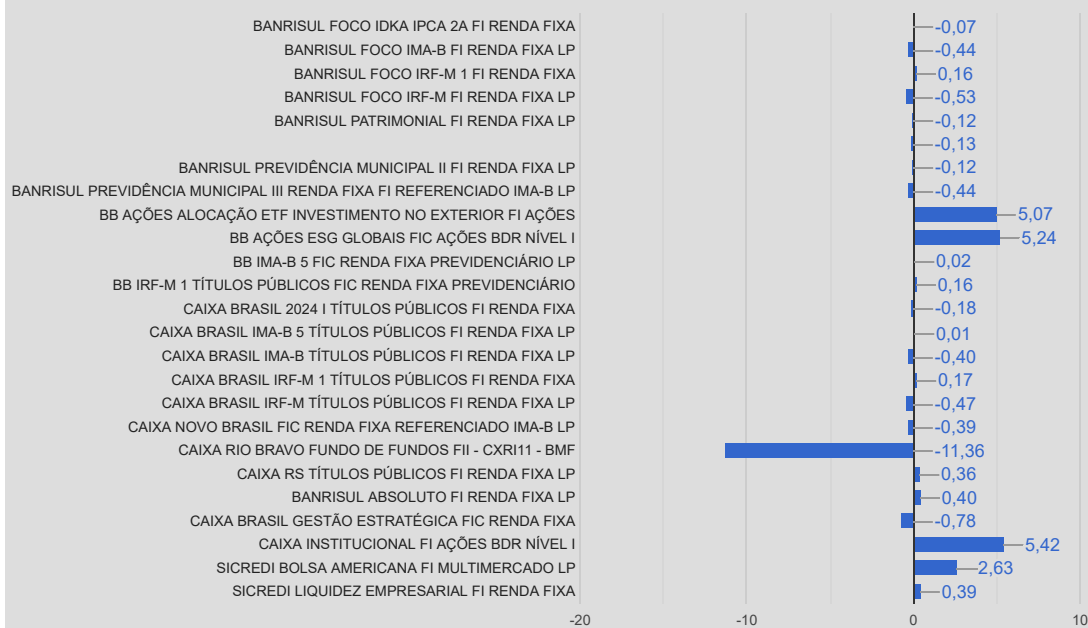 BANRISUL FOCO IDKA IPCA 2A FI RENDA FIXA -0,07
BANRISUL FOCO IMA-B FI RENDA FIXA LP -0,44
BANRISUL FOCO IRF-M 1 FI RENDA FIXA 0,16
BANRISUL FOCO IRF-M FI RENDA FIXA LP -0,53
BANRISUL PATRIMONIAL FI RENDA FIXA LP -0,12
-0,13
BANRISUL PREVIDÊNCIA MUNICIPAL II FI RENDA FIXA LP -0,12
BANRISUL PREVIDÊNCIA MUNICIPAL III RENDA FIXA FI REFERENCIADO IMA-B LP -0,44
BB AÇÕES ALOCAÇÃO ETF INVESTIMENTO NO EXTERIOR FI AÇÕES 5,07
BB AÇÕES ESG GLOBAIS FIC AÇÕES BDR NÍVEL I 5,24
BB IMA-B 5 FIC RENDA FIXA PREVIDENCIÁRIO LP 0,02
BB IRF-M 1 TÍTULOS PÚBLICOS FIC RENDA FIXA PREVIDENCIÁRIO 0,16
CAIXA BRASIL 2024 I TÍTULOS PÚBLICOS FI RENDA FIXA -0,18
CAIXA BRASIL IMA-B 5 TÍTULOS PÚBLICOS FI RENDA FIXA LP 0,01
CAIXA BRASIL IMA-B TÍTULOS PÚBLICOS FI RENDA FIXA LP -0,40
CAIXA BRASIL IRF-M 1 TÍTULOS PÚBLICOS FI RENDA FIXA 0,17
CAIXA BRASIL IRF-M TÍTULOS PÚBLICOS FI RENDA FIXA LP -0,47
CAIXA NOVO BRASIL FIC RENDA FIXA REFERENCIADO IMA-B LP -0,39
CAIXA RIO BRAVO FUNDO DE FUNDOS FII - CXRI11 - BMF -11,36
CAIXA RS TÍTULOS PÚBLICOS FI RENDA FIXA LP 0,36
BANRISUL ABSOLUTO FI RENDA FIXA LP 0,40
CAIXA BRASIL GESTÃO ESTRATÉGICA FIC RENDA FIXA -0,78
CAIXA INSTITUCIONAL FI AÇÕES BDR NÍVEL I 5,42
SICREDI BOLSA AMERICANA FI MULTIMERCADO LP 2,63
SICREDI LIQUIDEZ EMPRESARIAL FI RENDA FIXA 0,39
-20 -10 0 10